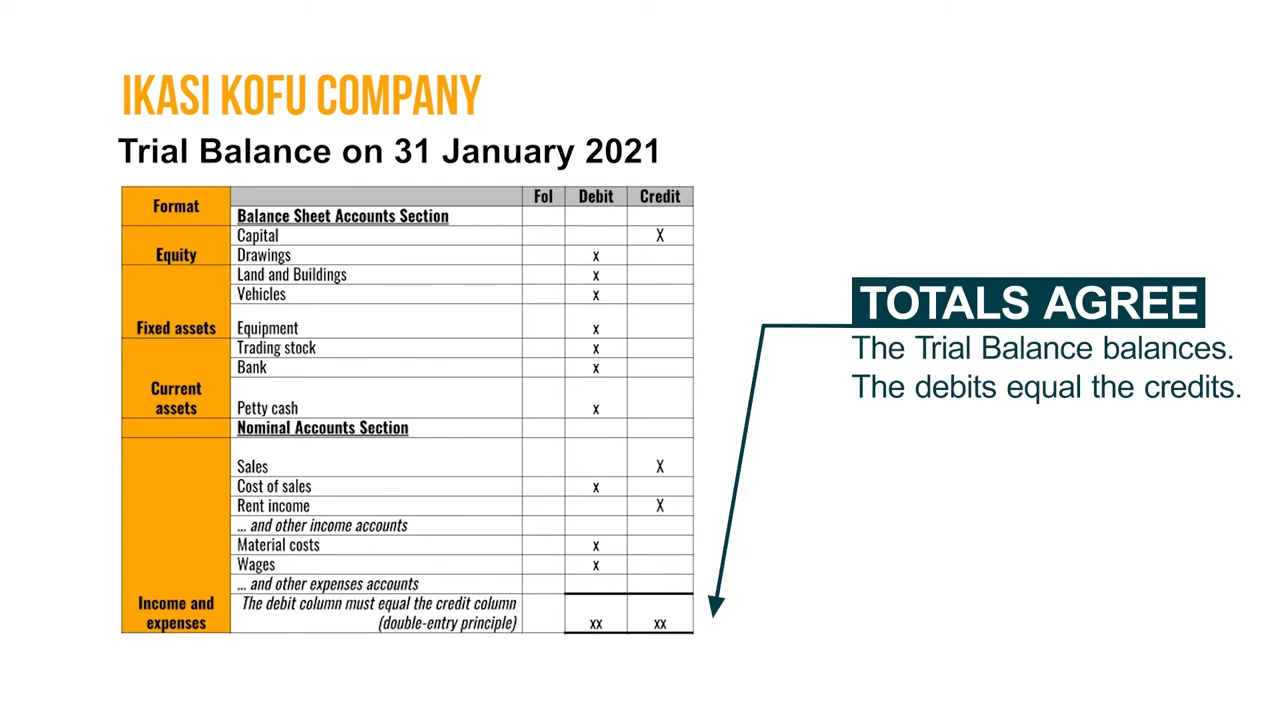 IKASI KOFU COMPANY
Trial Balance on 31 January 2021
Format Fol Debit Credit
Balance Sheet Accounts Section
Capital X
Equity Drawings x
Land and Buildings x
Vehicles x
Fixed assets Equipment x
Trading stock x
Bank x
Current
assets Petty cash x
Nominal Accounts Section
Sales X
Cost of sales x
Rent income X
... and other income accounts
Material costs x
Wages x
... and other expenses accounts
Income and The debit column must equal the credit column
expenses (double-entry principle) xx xx
TOTALS AGREE
The Trial Balance balances.
The debits equal the credits.